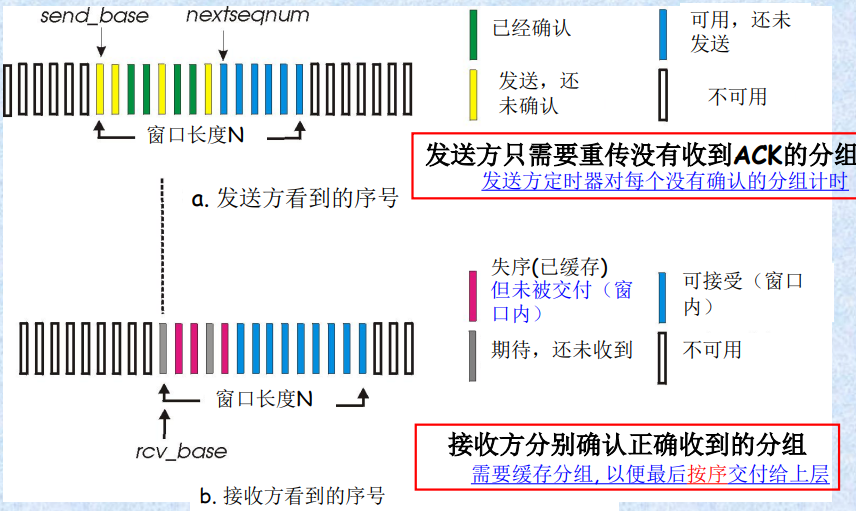 send_base
nextseqnum
已经确认
可用，还未
发送
发送，还
未确认
不可用
窗口长度N
发送方只需要重传没有收到ACK的分组
发送方定时器对每个没有确认的分组计时
a. 发送方看到的序号
失序(已缓存)
但未被交付（窗
口内）
可接受（窗口
内）
期待，还未收到
不可用
窗口长度N
rcv_base
接收方分别确认正确收到的分组
需要缓存分组, 以便最后按序交付给上层
b. 接收方看到的序号